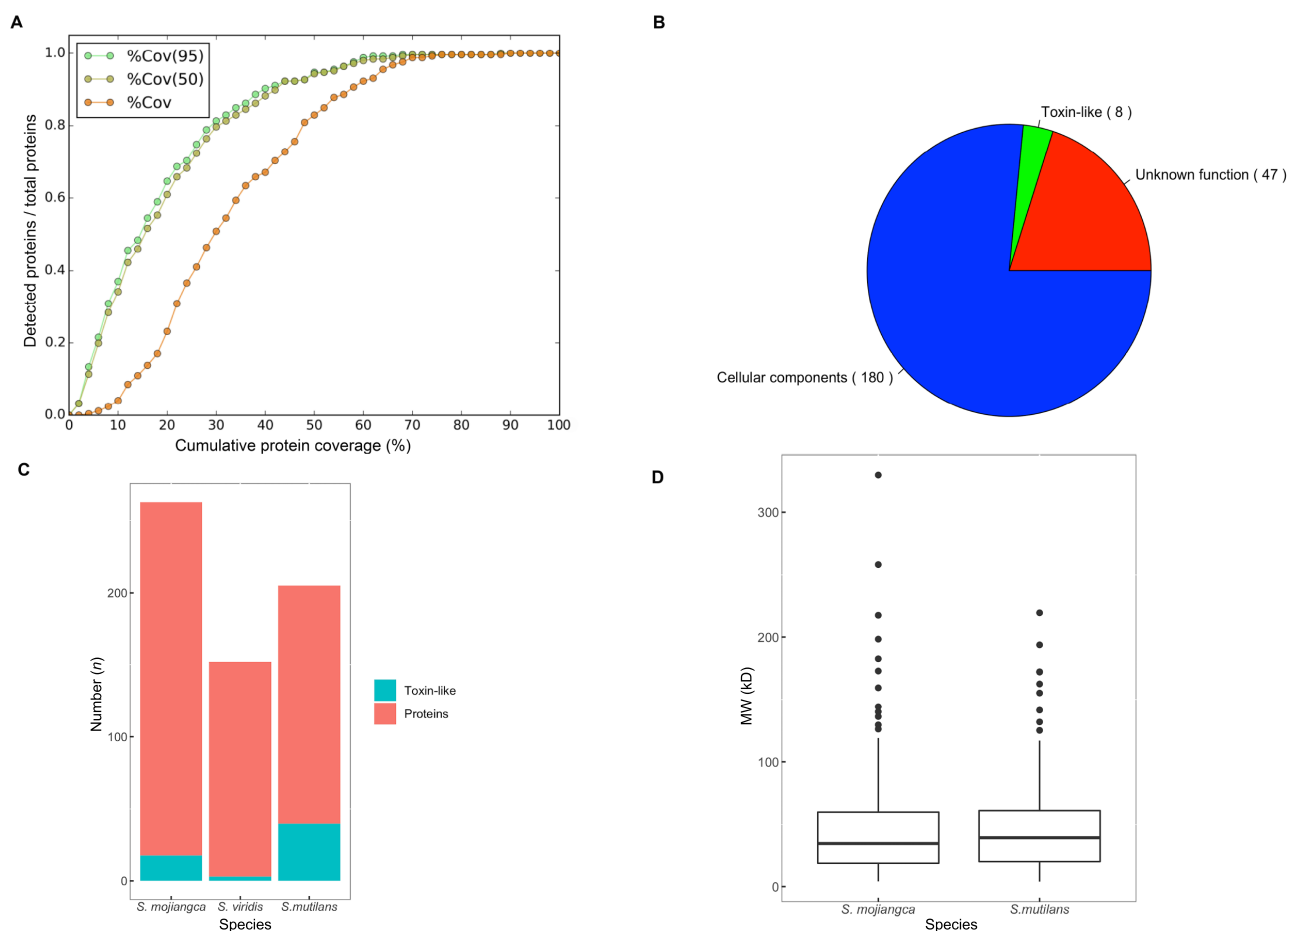 A
%Cov(95)
%Cov(50)
%Cov
Detected proteins / total proteins
1.0
0.8
0.6
0.4
0.2
0.0
0 10 20 30 40 50 60 70 80 90 100
Cumulative protein coverage (%)
B
Toxin-like ( 8 )
Unknown function ( 47 )
Cellular components ( 180 )
C
Number (n)
200
100
0
S. mojiangca S. viridis S.mutilans
Species
Toxin-like
Proteins
D
MW (kD)
300
200
100
0
S. mojiangca S.mutilans
Species